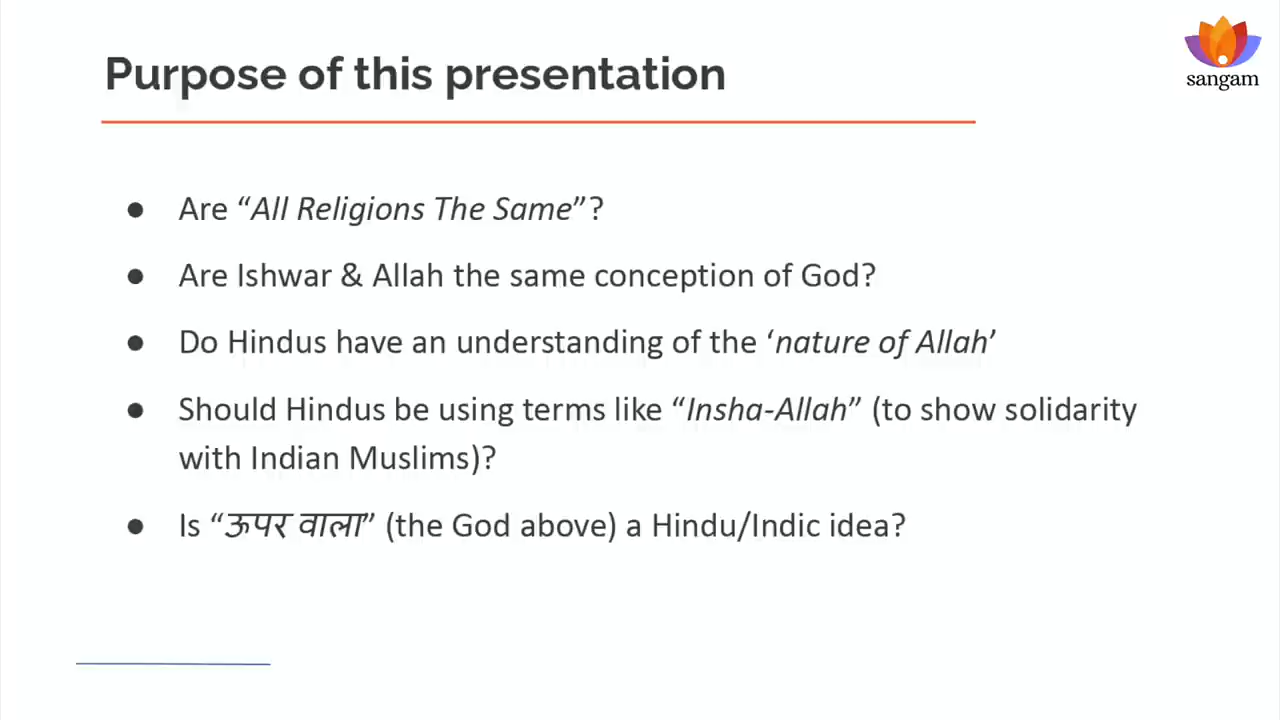 Purpose of this presentation
sangam
● Are “All Religions The Same”?
● Are Ishwar & Allah the same conception of God?
● Do Hindus have an understanding of the ‘nature of Allah’
● Should Hindus be using terms like “Insha-Allah” (to show solidarity
with Indian Muslims)?
● Is “ऊपर वाला” (the God above) a Hindu/Indic idea?